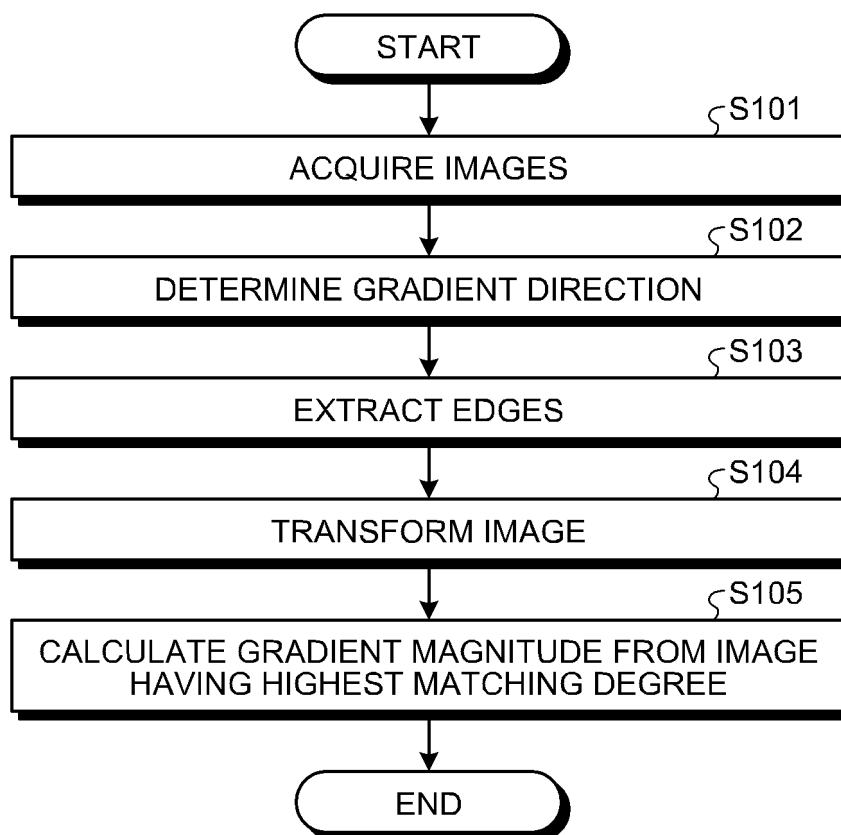 START
S101
ACQUIRE IMAGES
S102
DETERMINE GRADIENT DIRECTION
S103
EXTRACT EDGES
S104
TRANSFORM IMAGE
S105
CALCULATE GRADIENT MAGNITUDE FROM IMAGE
HAVING HIGHEST MATCHING DEGREE
END